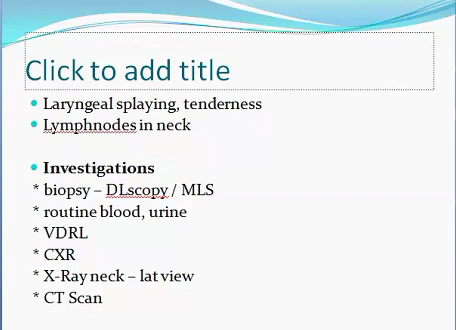 Click to add title
• Laryngeal splaying, tenderness
• Lymphnodes in neck
• Investigations
* biopsy – DLscopy / MLS
* routine blood, urine
* VDRL
* CXR
* X-Ray neck – lat view
* CT Scan